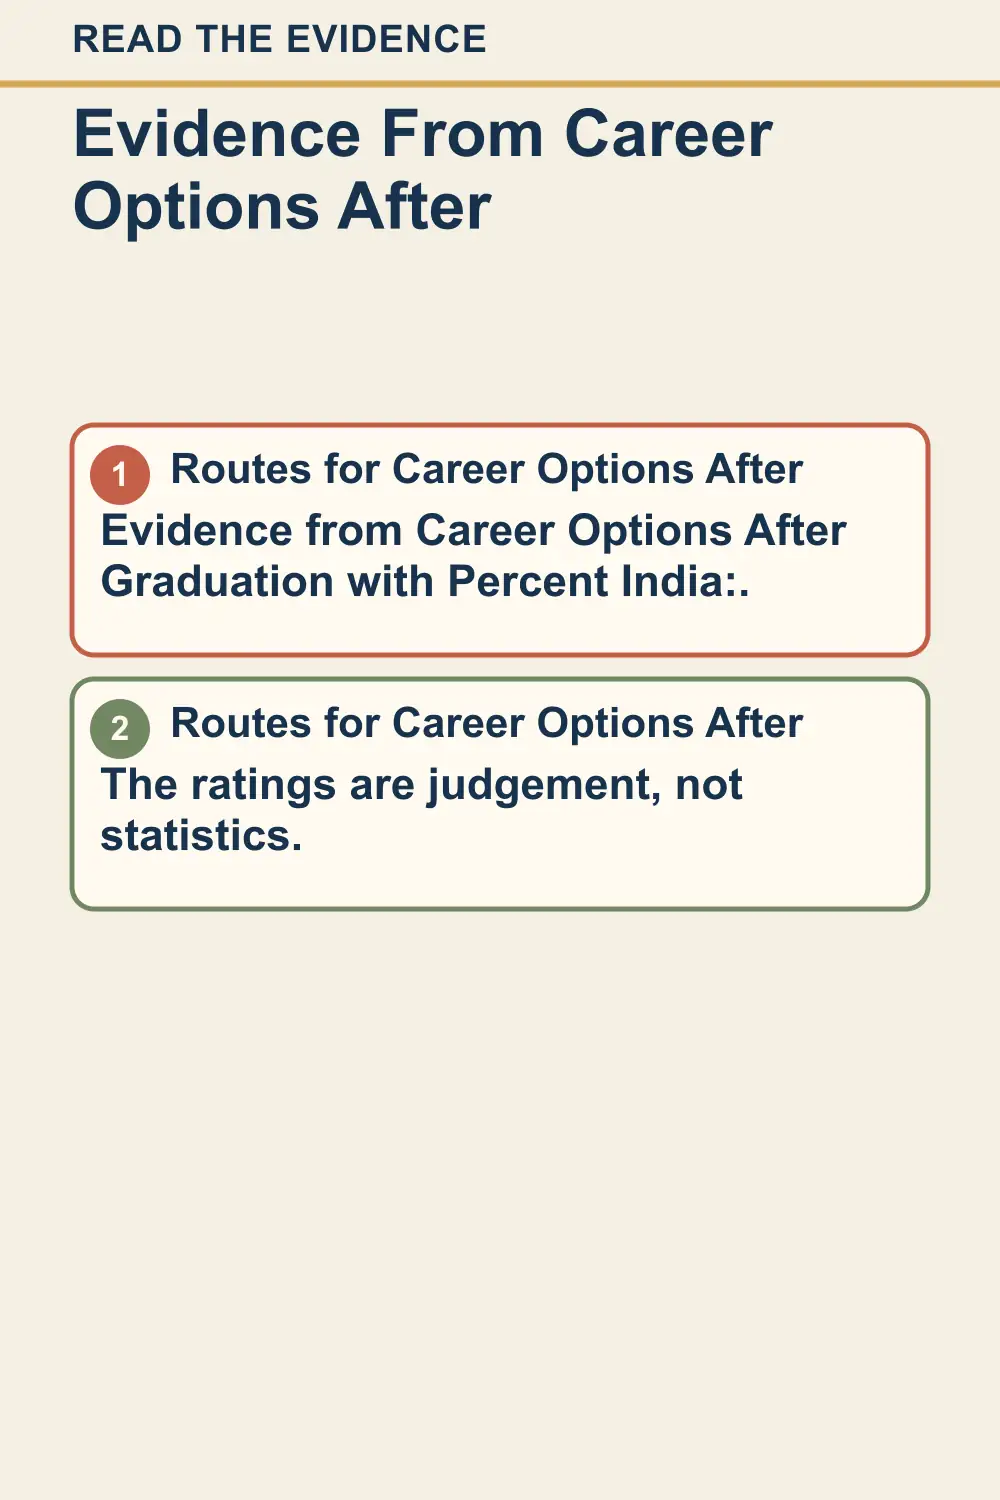 READ THE EVIDENCE
Evidence From Career
Options After
1 Routes for Career Options After
Evidence from Career Options After
Graduation with Percent India:.
2 Routes for Career Options After
The ratings are judgement, not
statistics.